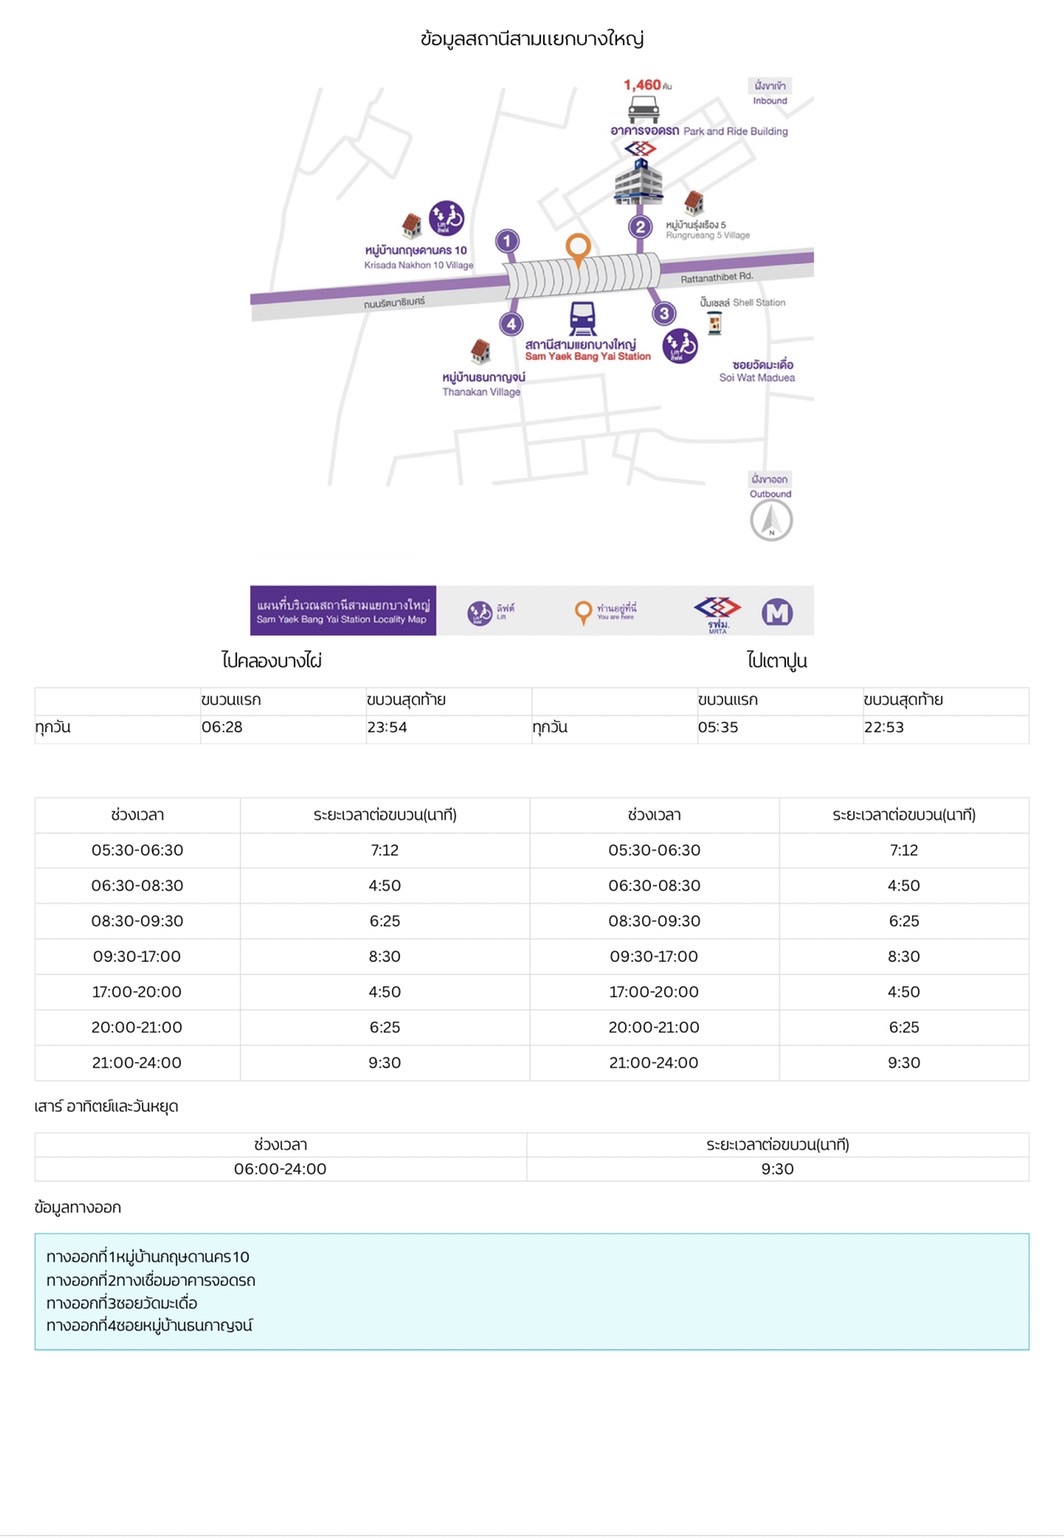 ข้อมูลสถานีสามแยกบางใหญ่
1,460 คัน
ฝั่งขาเข้า
Inbound
อาคารจอดรถ Park and Ride Building
หมู่บ้านกฤษดานคร 10
Krisada Nakhon 10 Village
Lift
ลิฟต์
1
2
หมู่บ้านรุ่งเรือง 5
Rungrueang 5 Village
Rattanathibet Rd.
ถนนรัตนาธิเบศร์
ปั๊มเชลล์ Shell Station
3
4
Lift
ลิฟต์
สถานีสามแยกบางใหญ่
Sam Yaek Bang Yai Station
หมู่บ้านธนกาญจน์
Thanakan Village
ซอยวัดมะเดื่อ
Soi Wat Maduea
ฝั่งขาออก
Outbound
N
แผนที่บริเวณสถานีสามแยกบางใหญ่
Sam Yaek Bang Yai Station Locality Map
ลิฟต์
Lift
ท่านอยู่ที่นี่
You are here
รฟม.
MRTA
M
ไปคลองบางไผ่ ไปเตาปูน
ขบวนแรก ขบวนสุดท้าย ขบวนแรก ขบวนสุดท้าย
ทุกวัน 06:28 23:54 ทุกวัน 05:35 22:53
ช่วงเวลา ระยะเวลาต่อขบวน(นาที) ช่วงเวลา ระยะเวลาต่อขบวน(นาที)
05:30-06:30 7:12 05:30-06:30 7:12
06:30-08:30 4:50 06:30-08:30 4:50
08:30-09:30 6:25 08:30-09:30 6:25
09:30-17:00 8:30 09:30-17:00 8:30
17:00-20:00 4:50 17:00-20:00 4:50
20:00-21:00 6:25 20:00-21:00 6:25
21:00-24:00 9:30 21:00-24:00 9:30
เสาร์ อาทิตย์และวันหยุด
ช่วงเวลา ระยะเวลาต่อขบวน(นาที)
06:00-24:00 9:30
ข้อมูลทางออก
ทางออกที่1หมู่บ้านกฤษดานคร10
ทางออกที่2ทางเชื่อมอาคารจอดรถ
ทางออกที่3ซอยวัดมะเดื่อ
ทางออกที่4ซอยหมู่บ้านธนกาญจน์